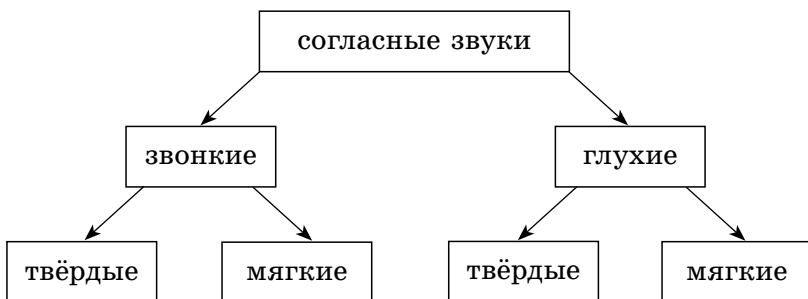 согласные звуки
звонкие
глухие
твёрдые
мягкие
твёрдые
мягкие